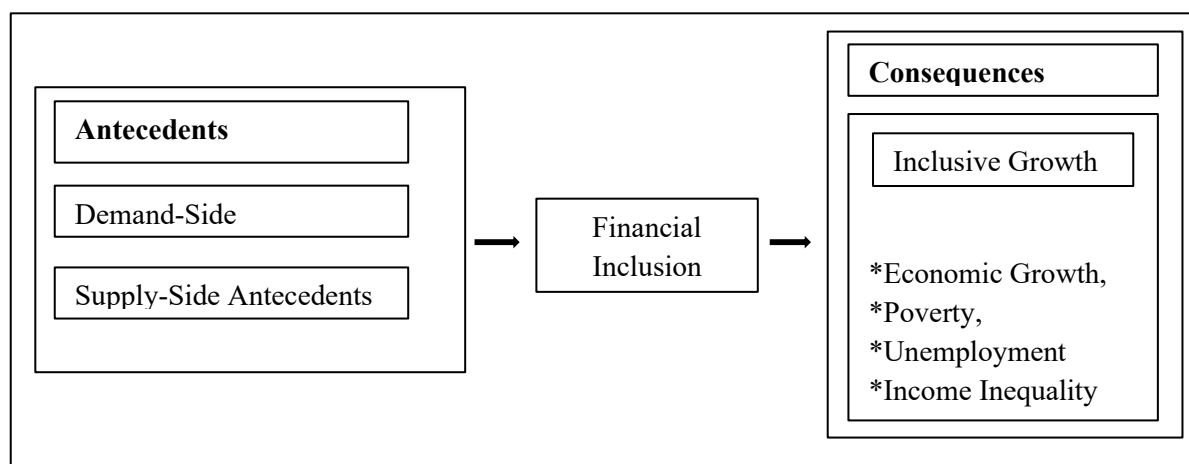 Antecedents
Demand-Side
Supply-Side Antecedents
Financial
Inclusion
Consequences
Inclusive Growth
*Economic Growth,
*Poverty,
*Unemployment
*Income Inequality